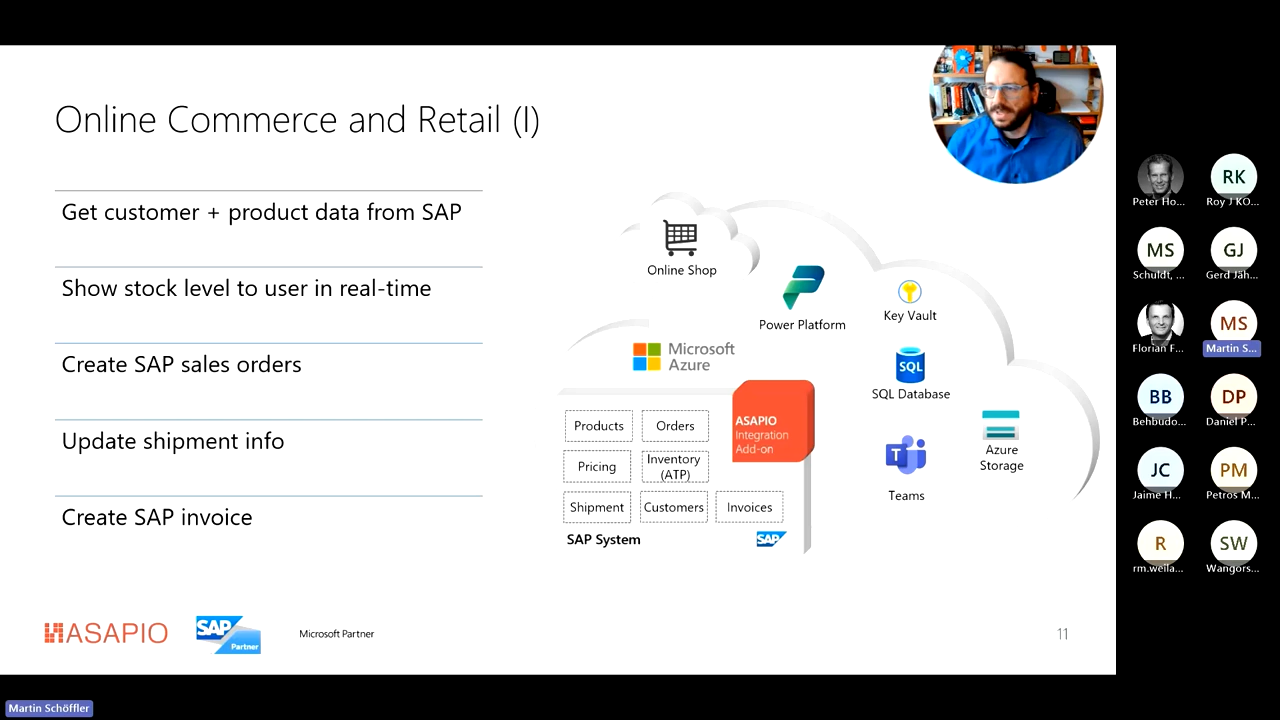 Online Commerce and Retail (I)
Get customer + product data from SAP
Show stock level to user in real-time
Create SAP sales orders
Update shipment info
Create SAP invoice
Online Shop
Power Platform
Key Vault
Microsoft
Azure
SQL
SQL Database
ASAPIO
Integration
Add-on
Products
Orders
Pricing
Inventory
(ATP)
Shipment
Customers
Invoices
SAP System
SAP
T
Teams
Azure
Storage
ASAPIO
SAP
Partner
Microsoft Partner
11
Peter Ho...
RK
Roy J KO...
MS
Schuldt, ...
GJ
Gerd Jäh...
Florian F...
MS
Martin S...
BB
Behbudo...
DP
Daniel P...
JC
Jaime H...
PM
Petros M...
R
rm.weila...
SW
Wangors...
Martin Schöffler